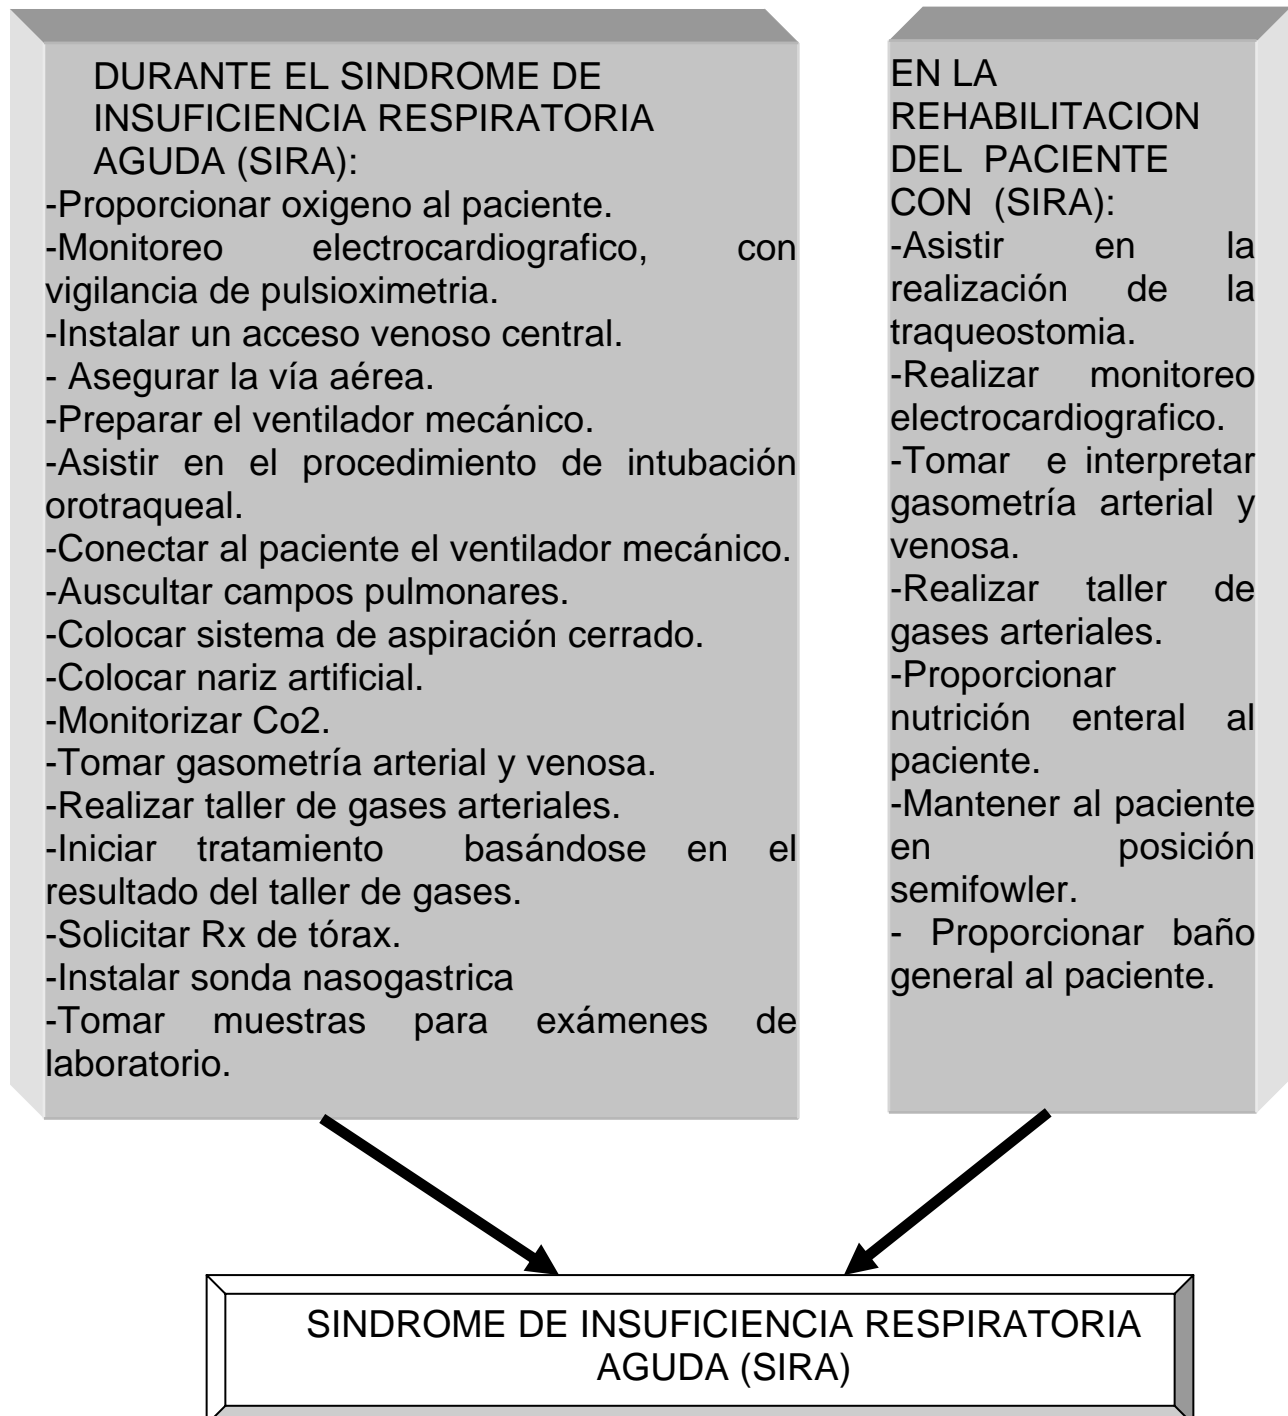 DURANTE EL SINDROME DE
INSUFICIENCIA RESPIRATORIA
AGUDA (SIRA):
-Proporcionar oxigeno al paciente.
-Monitoreo electrocardiografico, con
vigilancia de pulsioximetria.
-Instalar un acceso venoso central.
- Asegurar la vía aérea.
-Preparar el ventilador mecánico.
-Asistir en el procedimiento de intubación
orotraqueal.
-Conectar al paciente el ventilador mecánico.
-Auscultar campos pulmonares.
-Colocar sistema de aspiración cerrado.
-Colocar nariz artificial.
-Monitorizar Co2.
-Tomar gasometría arterial y venosa.
-Realizar taller de gases arteriales.
-Iniciar tratamiento basándose en el
resultado del taller de gases.
-Solicitar Rx de tórax.
-Instalar sonda nasogastrica
-Tomar muestras para exámenes de
laboratorio.
EN LA
REHABILITACION
DEL PACIENTE
CON (SIRA):
-Asistir en la
realización de la
traqueostomia.
-Realizar monitoreo
electrocardiografico.
-Tomar e interpretar
gasometría arterial y
venosa.
-Realizar taller de
gases arteriales.
-Proporcionar
nutrición enteral al
paciente.
-Mantener al paciente
en posición
semifowler.
- Proporcionar baño
general al paciente.
SINDROME DE INSUFICIENCIA RESPIRATORIA
AGUDA (SIRA)